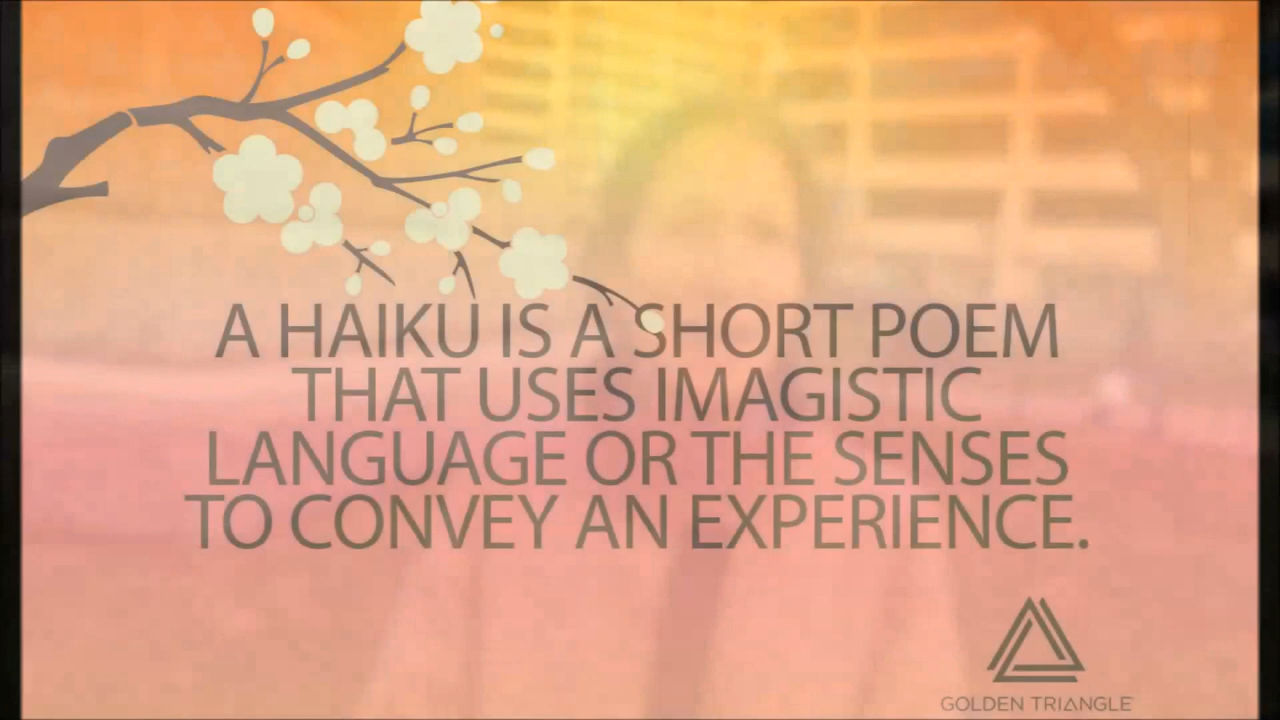 A HAIKU IS A SHORT POEM
THAT USES IMAGISTIC
LANGUAGE OR THE SENSES
TO CONVEY AN EXPERIENCE.
GOLDEN TRIANGLE